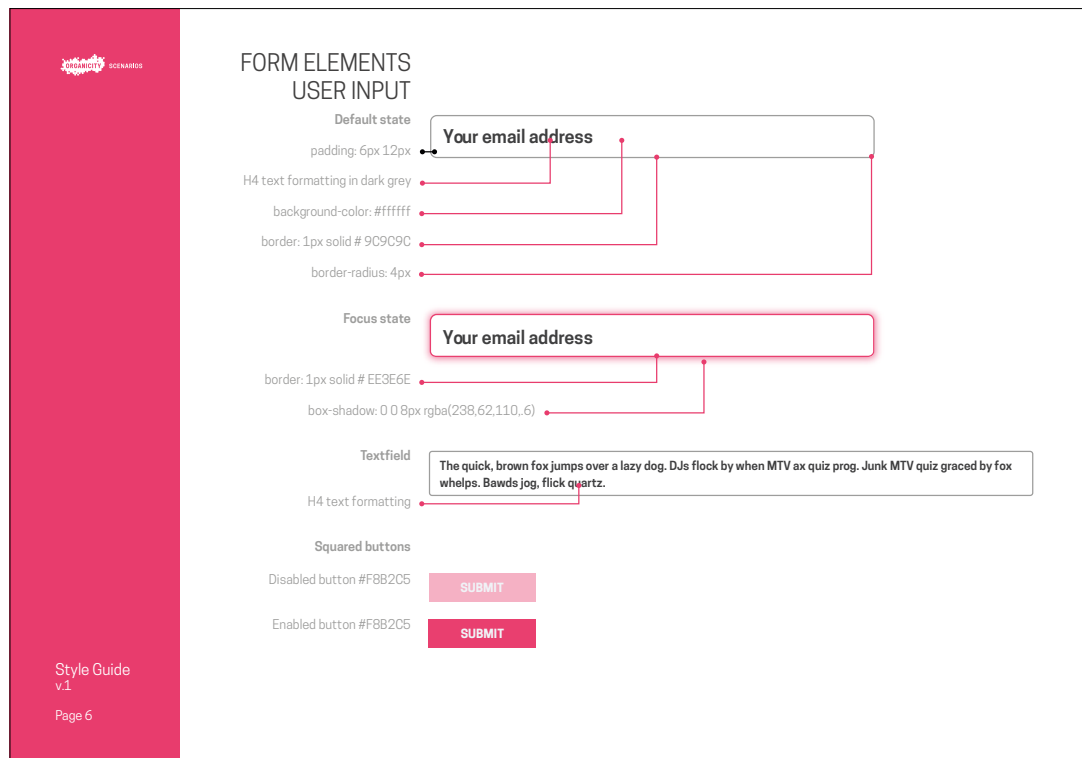 ORGANICITY SCENARIOS
FORM ELEMENTS
USER INPUT
Default state
Your email address
padding: 6px 12px
H4 text formatting in dark grey
background-color: #ffffff
border: 1px solid # 9C9C9C
border-radius: 4px
Focus state
Your email address
border: 1px solid # EE3E6E
box-shadow: 0 0 8px rgba(238,62,110,.6)
Textfield
The quick, brown fox jumps over a lazy dog. DJs flock by when MTV ax quiz prog. Junk MTV quiz graced by fox
whelps. Bawds jog, flick quartz.
H4 text formatting
Squared buttons
Disabled button #F8B2C5
SUBMIT
Enabled button #F8B2C5
SUBMIT
Style Guide
v.1
Page 6